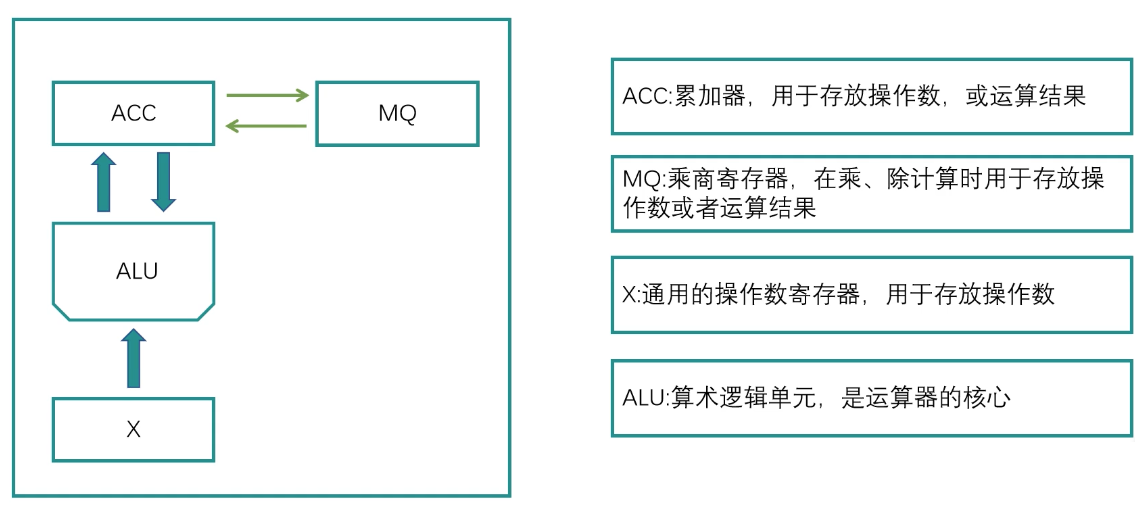 ACC
MQ
ALU
X
ACC:累加器，用于存放操作数，或运算结果
MQ:乘商寄存器，在乘、除计算时用于存放操
作数或者运算结果
X:通用的操作数寄存器，用于存放操作数
ALU:算术逻辑单元，是运算器的核心